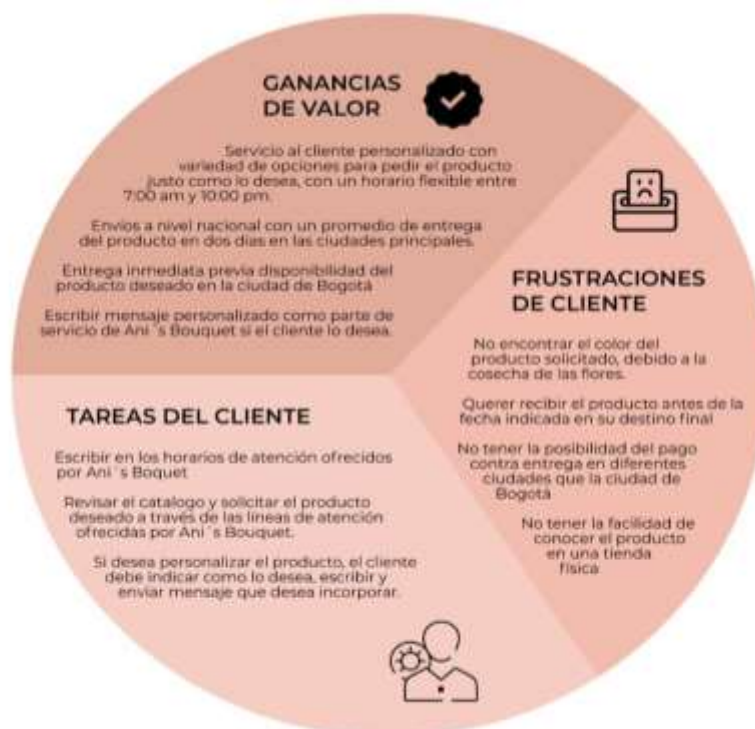 GANANCIAS
DE VALOR
Servicio al cliente personalizado con
variedad de opciones para pedir el producto
justo como lo desea, con un horario flexible entre
7:00 am y 10:00 pm.
Envíos a nivel nacional con un promedio de entrega
del producto en dos días en las ciudades principales.
Entrega inmediata previa disponibilidad del
producto deseado en la ciudad de Bogotá
Escribir mensaje personalizado como parte de
servicio de Ani´s Bouquet si el cliente lo desea.
FRUSTRACIONES
DE CLIENTE
No encontrar el color del
producto solicitado, debido a la
cosecha de las flores.
Querer recibir el producto antes de la
fecha indicada en su destino final
No tener la posibilidad del pago
contra entrega en diferentes
ciudades que la ciudad de
Bogotá
No tener la facilidad de
conocer el producto
en una tienda
física
TAREAS DEL CLIENTE
Escribir en los horarios de atención ofrecidos
por Ani´s Boquet
Revisar el catalogo y solicitar el producto
deseado a través de las líneas de atención
ofrecidas por Ani´s Bouquet.
Si desea personalizar el producto, el cliente
debe indicar como lo desea, escribir y
enviar mensaje que desea incorporar.